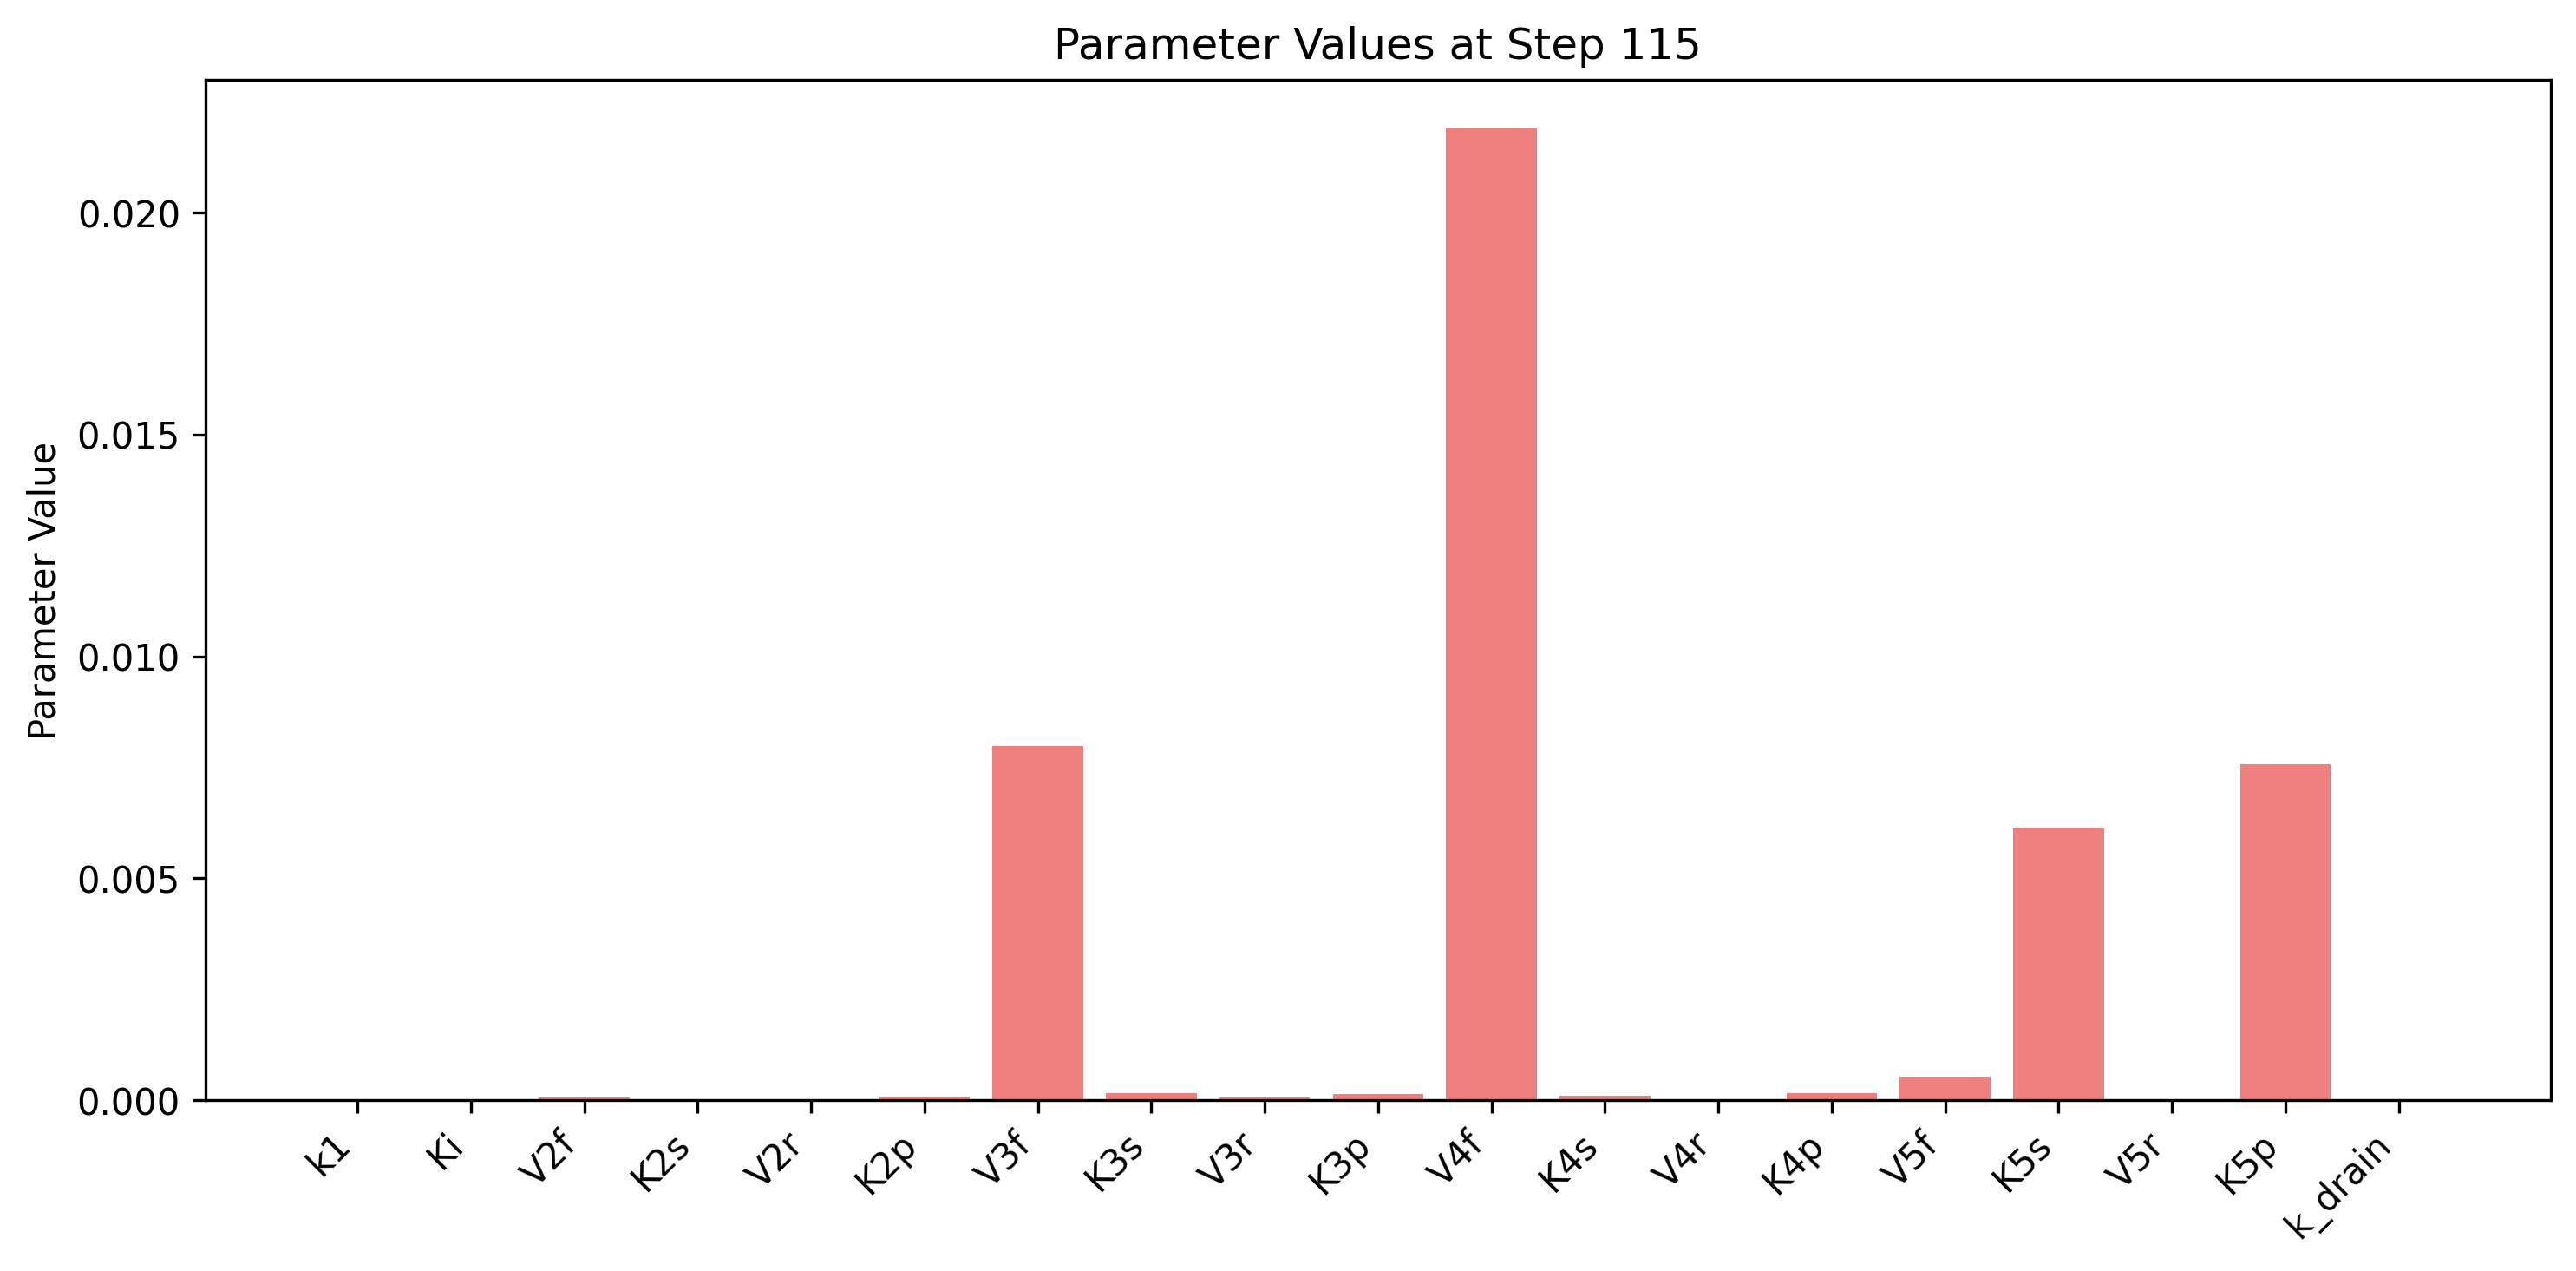 Parameter Values at Step 115
Parameter Value
0.020
0.015
0.010
0.005
0.000
k1
Ki
V2f
K2s
V2r
K2p
V3f
K3s
V3r
K3p
V4f
K4s
V4r
K4p
V5f
K5s
V5r
K5p
k_drain